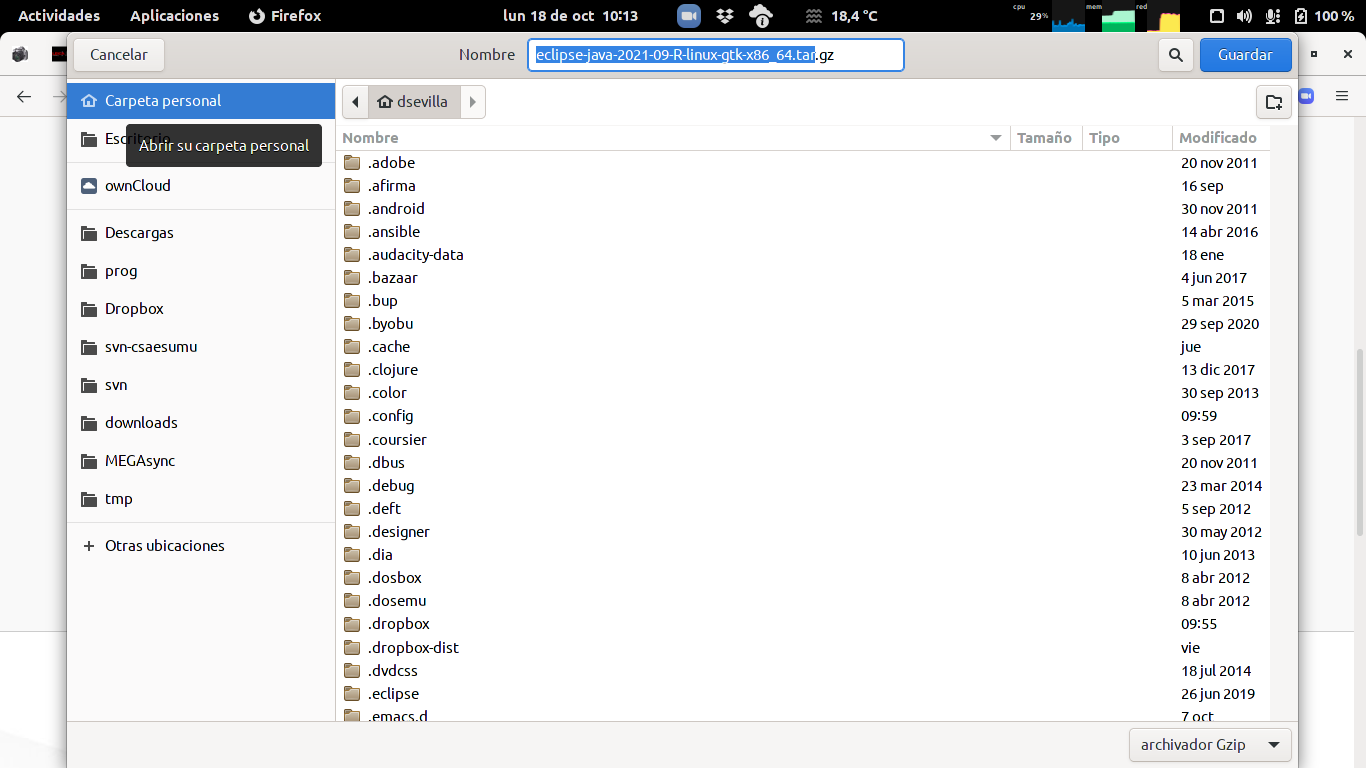 Actividades Aplicaciones Firefox lun 18 de oct 10:13 18,4 °C cpu 29% mem red 100 %
Cancelar Nombre eclipse-java-2021-09-R-linux-gtk-x86_64.tar.gz Guardar
Carpeta personal
Escritorio
Abrir su carpeta personal
ownCloud
Descargas
prog
Dropbox
svn-csaesumu
svn
downloads
MEGAsync
tmp
Otras ubicaciones
dsevilla
Nombre Tamaño Tipo Modificado
.adobe 20 nov 2011
.afirma 16 sep
.android 30 nov 2011
.ansible 14 abr 2016
.audacity-data 18 ene
.bazaar 4 jun 2017
.bup 5 mar 2015
.byobu 29 sep 2020
.cache jue
.clojure 13 dic 2017
.color 30 sep 2013
.config 09:59
.coursier 3 sep 2017
.dbus 20 nov 2011
.debug 23 mar 2014
.deft 5 sep 2012
.designer 30 may 2012
.dia 10 jun 2013
.dosbox 8 abr 2012
.dosemu 8 abr 2012
.dropbox 09:55
.dropbox-dist vie
.dvdcss 18 jul 2014
.eclipse 26 jun 2019
.emacs.d 7 oct
archivador Gzip